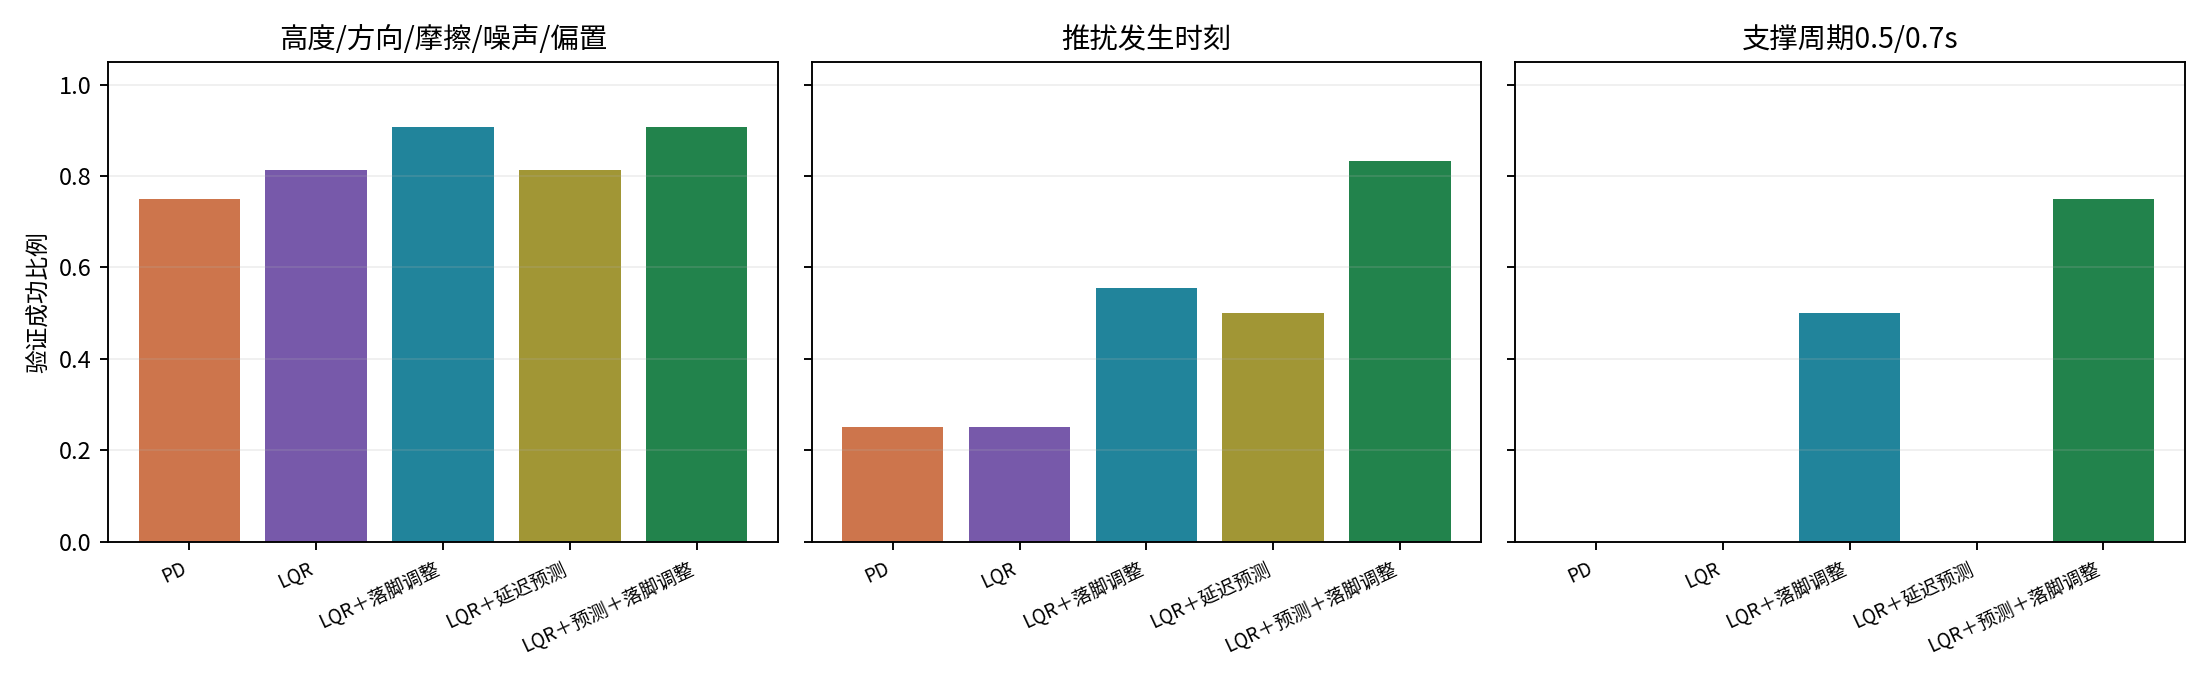 高度/方向/摩擦/噪声/偏置
推扰发生时刻
支撑周期0.5/0.7s
验证成功比例
1.0
0.8
0.6
0.4
0.2
0.0
PD
LQR
LQR＋落脚调整
LQR＋延迟预测
LQR＋预测＋落脚调整
PD
LQR
LQR＋落脚调整
LQR＋延迟预测
LQR＋预测＋落脚调整
PD
LQR
LQR＋落脚调整
LQR＋延迟预测
LQR＋预测＋落脚调整